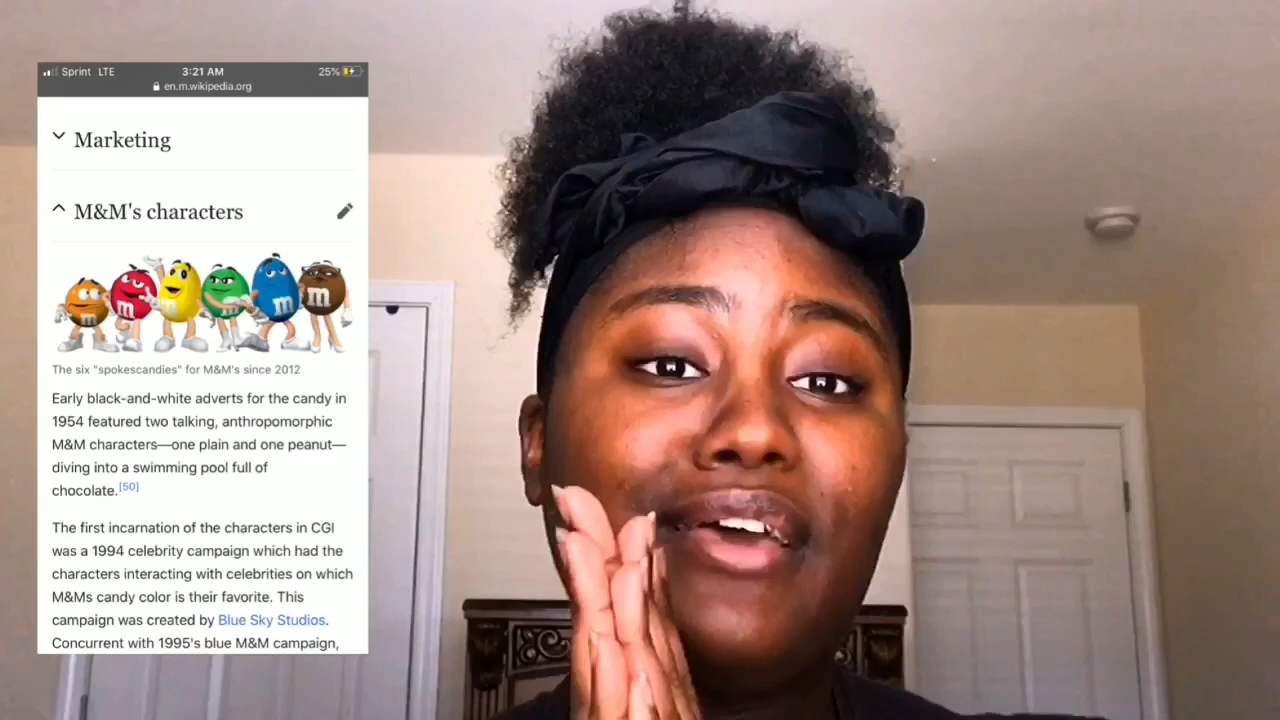 Sprint LTE 3:21 AM 25%
en.m.wikipedia.org
Marketing
M&M's characters
m m m m m m
The six "spokescandies" for M&M's since 2012
Early black-and-white adverts for the candy in
1954 featured two talking, anthropomorphic
M&M characters—one plain and one peanut—
diving into a swimming pool full of
chocolate.[50]
The first incarnation of the characters in CGI
was a 1994 celebrity campaign which had the
characters interacting with celebrities on which
M&Ms candy color is their favorite. This
campaign was created by Blue Sky Studios.
Concurrent with 1995's blue M&M campaign,